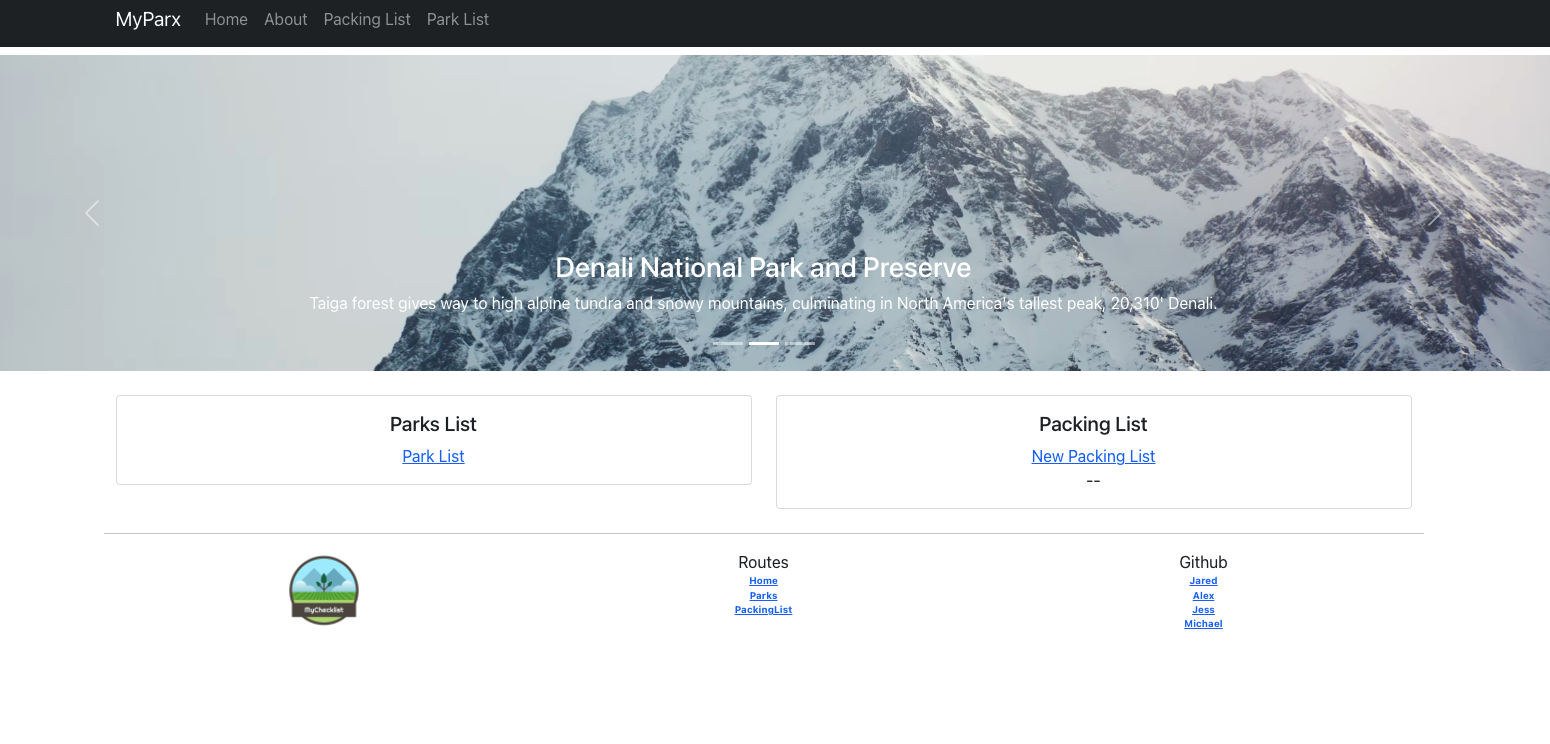 MyParx Home About Packing List Park List
Denali National Park and Preserve
Taiga forest gives way to high alpine tundra and snowy mountains, culminating in North America's tallest peak, 20,310' Denali.
Parks List
Park List
Packing List
New Packing List
--
MyChecklist
Routes
Home
Parks
PackingList
Github
Jared
Alex
Jess
Michael